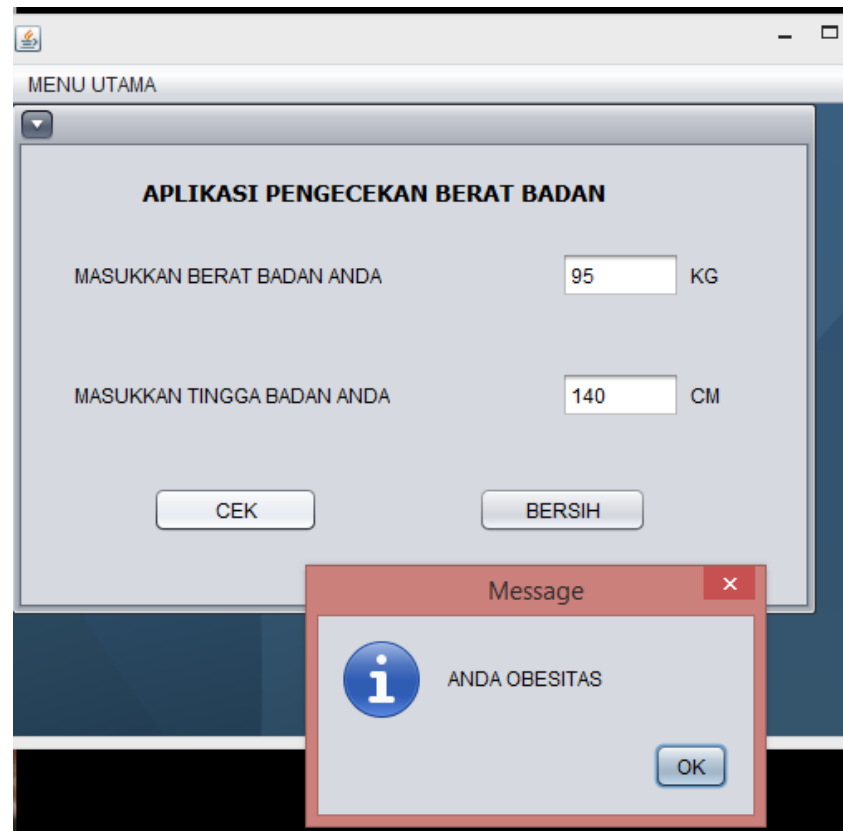 MENU UTAMA
APLIKASI PENGECEKAN BERAT BADAN
MASUKKAN BERAT BADAN ANDA 95 KG
MASUKKAN TINGGA BADAN ANDA 140 CM
CEK BERSIH
Message
ANDA OBESITAS
OK